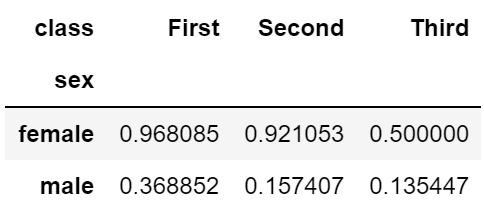 class First Second Third
sex
female 0.968085 0.921053 0.500000
male 0.368852 0.157407 0.135447